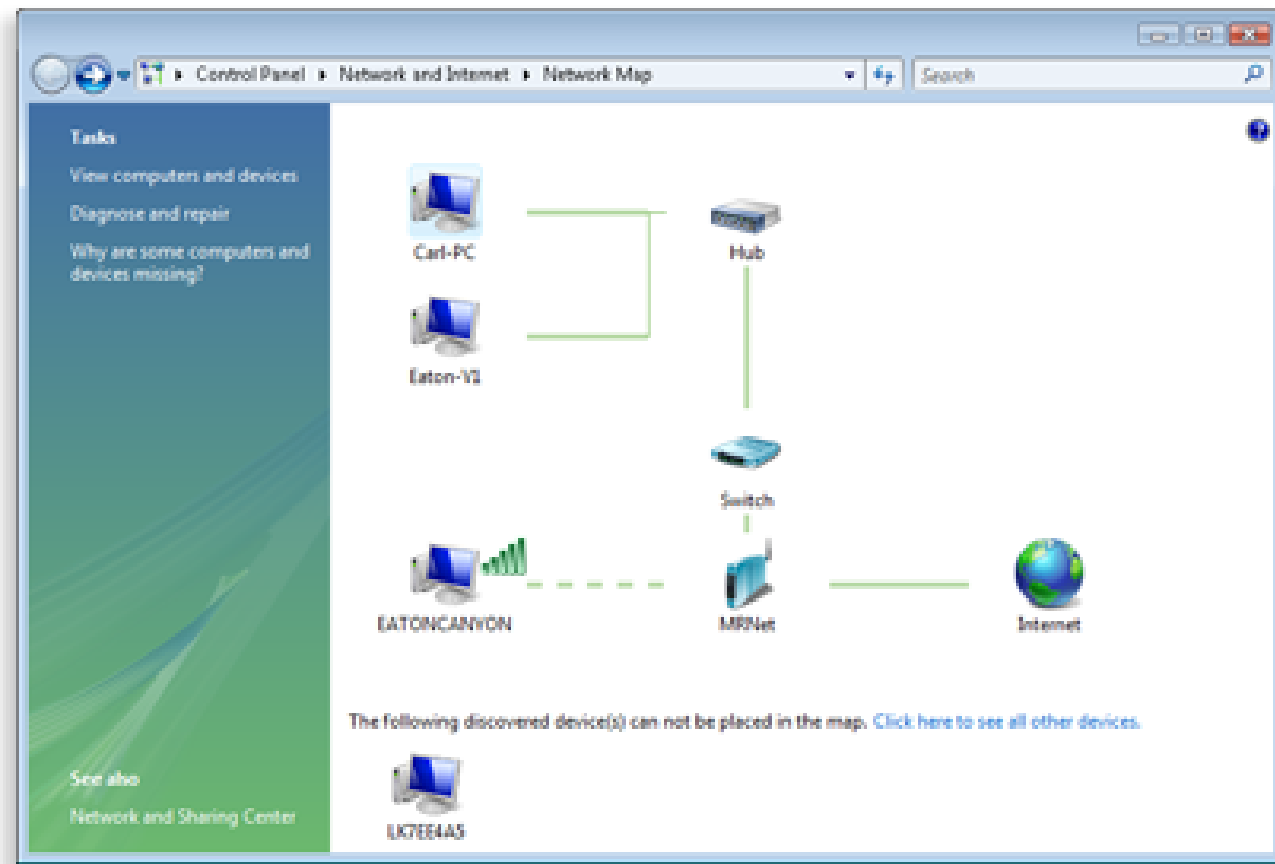 Control Panel ▸ Network and Internet ▸ Network Map
Search
Tasks
View computers and devices
Diagnose and repair
Why are some computers and
devices missing?
Carl-PC
Hub
Switch
EATONCANYON
MRNet
Internet
The following discovered device(s) can not be placed in the map. Click here to see all other devices.
See also
Network and Sharing Center